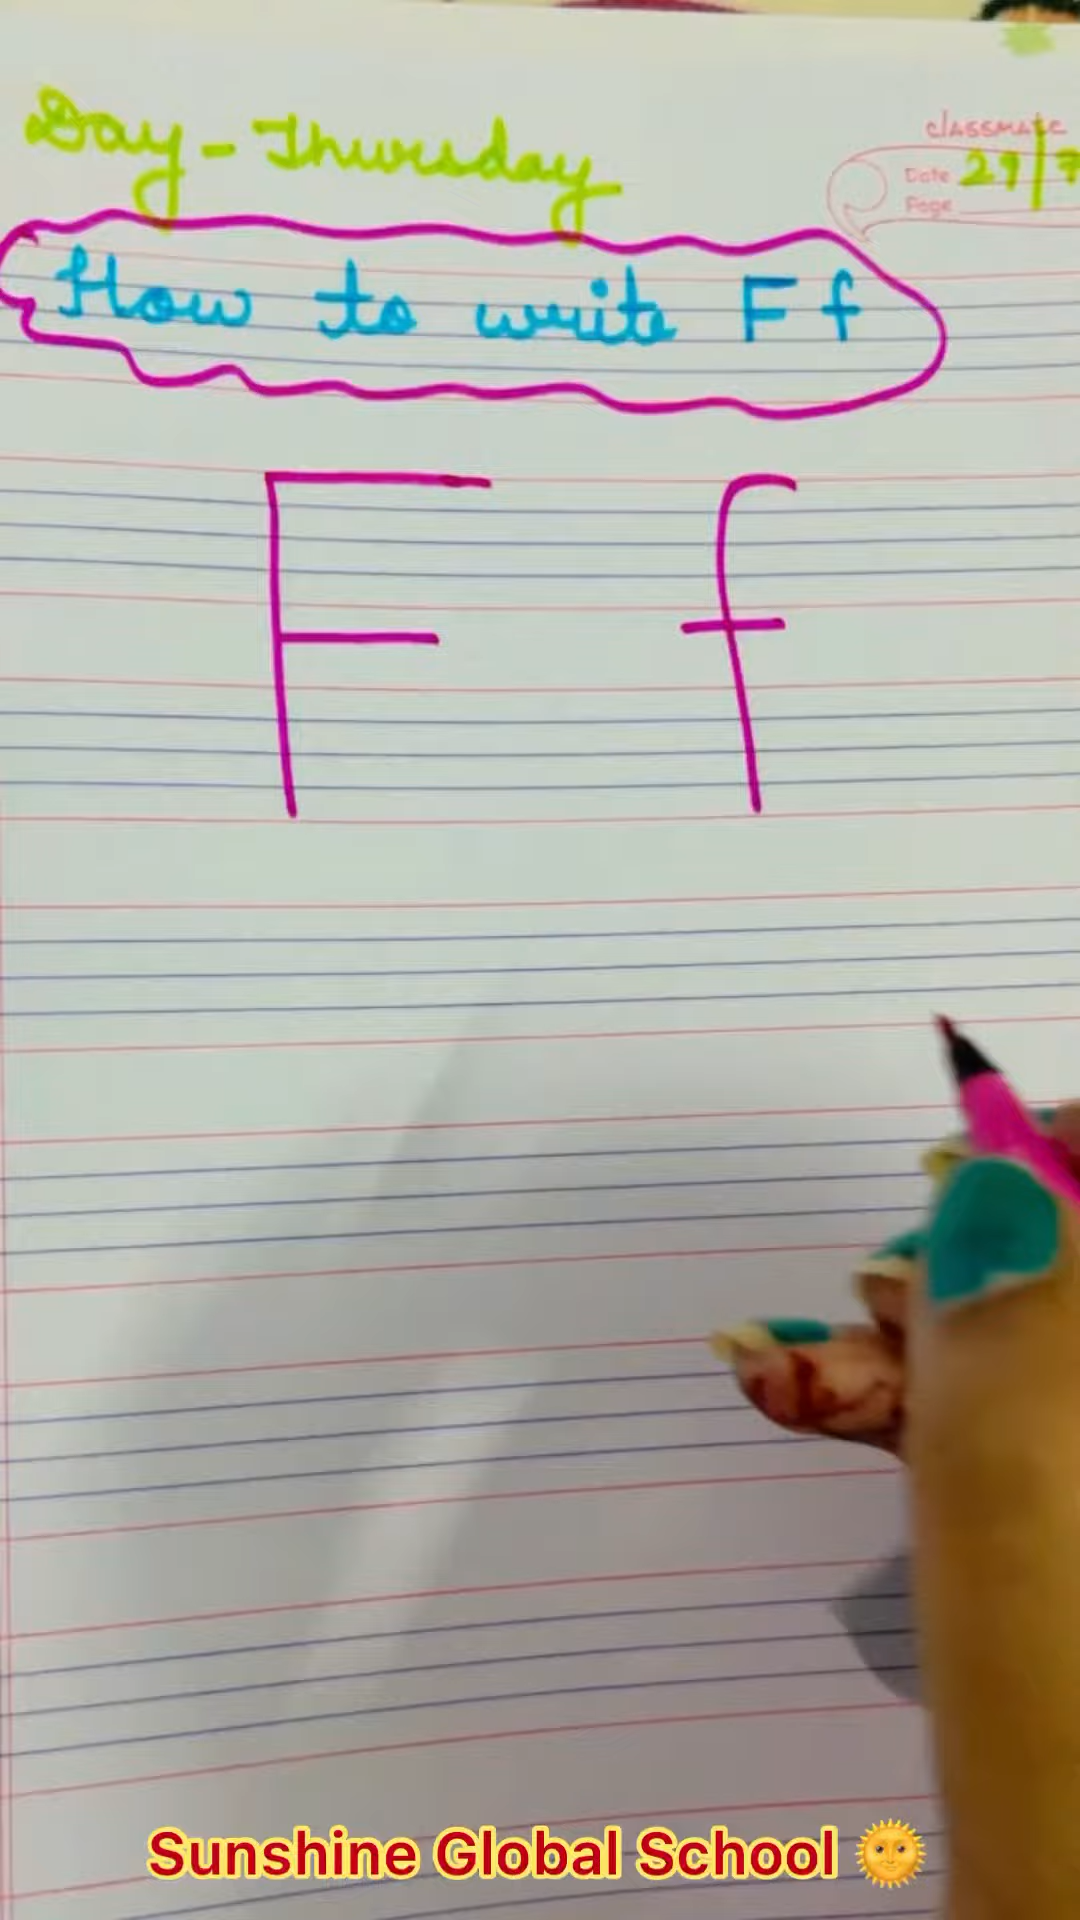 Day - Thursday
classmate
Date 29/7
Page
How to write F f
F f
Sunshine Global School 🌞